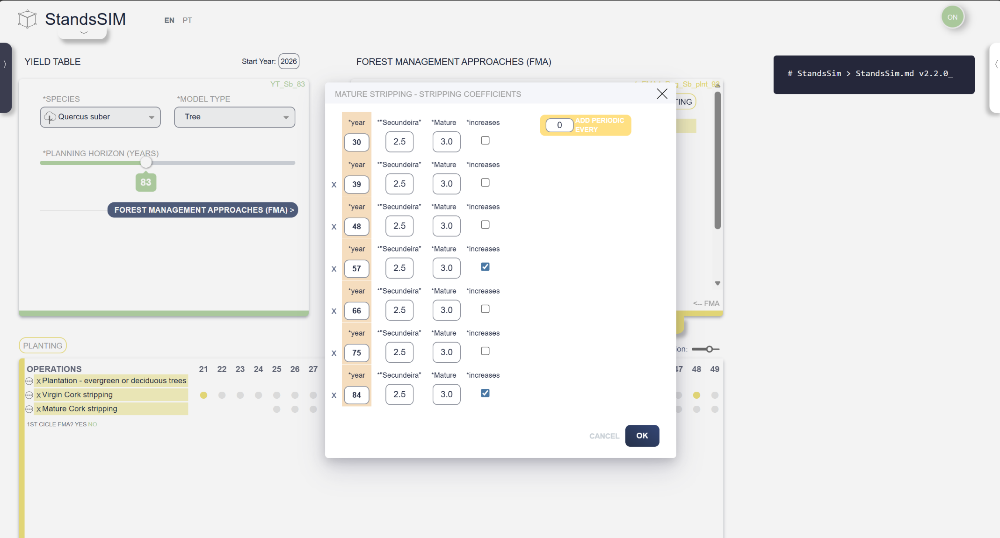 StandsSIM
EN PT
ON
YIELD TABLE
Start Year: 2026
FOREST MANAGEMENT APPROACHES (FMA)
# StandsSim > StandsSim.md v2.2.0_
YT_Sb_83
*SPECIES
*MODEL TYPE
Quercus suber
Tree
*PLANNING HORIZON (YEARS)
83
FOREST MANAGEMENT APPROACHES (FMA) >
g_Sb_plnt_92
TING
<-- FMA
on:
MATURE STRIPPING - STRIPPING COEFFICIENTS
*year *"Secundeira" *Mature *increases
30 2.5 3.0
0 ADD PERIODIC EVERY
*year *"Secundeira" *Mature *increases
x 39 2.5 3.0
*year *"Secundeira" *Mature *increases
x 48 2.5 3.0
*year *"Secundeira" *Mature *increases
x 57 2.5 3.0
*year *"Secundeira" *Mature *increases
x 66 2.5 3.0
*year *"Secundeira" *Mature *increases
x 75 2.5 3.0
*year *"Secundeira" *Mature *increases
x 84 2.5 3.0
CANCEL OK
PLANTING
OPERATIONS 21 22 23 24 25 26 27 47 48 49
x Plantation - evergreen or deciduous trees
x Virgin Cork stripping
x Mature Cork stripping
1ST CICLE FMA? YES NO